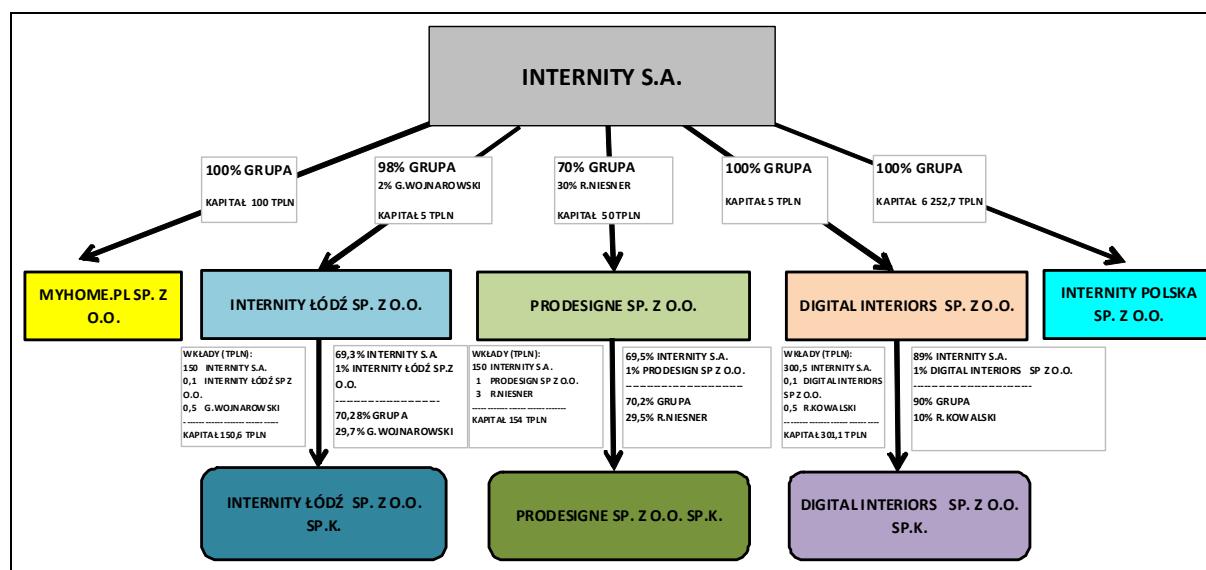 INTERNITY S.A.
100% GRUPA
KAPITAŁ 100 TPLN
98% GRUPA
2% G.WOJNAROWSKI
KAPITAŁ 5 TPLN
70% GRUPA
30% R.NIESNER
KAPITAŁ 50 TPLN
100% GRUPA
KAPITAŁ 5 TPLN
100% GRUPA
KAPITAŁ 6 252,7 TPLN
MYHOME.PL SP. Z
O.O.
INTERNITY ŁÓDŹ SP. Z O.O.
PRODESIGNE SP. Z O.O.
DIGITAL INTERIORS SP. Z O.O.
INTERNITY POLSKA
SP. Z O.O.
WKŁADY (TPLN):
150 INTERNITY S.A.
0,1 INTERNITY ŁÓDŹ SP Z
O.O.
0,5 G.WOJNAROWSKI
------------------------------
KAPITAŁ 150,6 TPLN
69,3% INTERNITY S.A.
1% INTERNITY ŁÓDŹ SP.Z
O.O.
---------------------------
70,28% GRUPA
29,7% G.WOJNAROWSKI
WKŁADY (TPLN):
150 INTERNITY S.A.
1 PRODESIGN SP Z O.O.
3 R.NIESNER
------------------------------
KAPITAŁ 154 TPLN
69,5% INTERNITY S.A.
1% PRODESIGN SP Z O.O.
------------------------------
70,2% GRUPA
29,5% R.NIESNER
WKŁADY (TPLN):
300,5 INTERNITY S.A.
0,1 DIGITAL INTERIORS
SP Z O.O.
0,5 R.KOWALSKI
------------------------------
KAPITAŁ 301,1 TPLN
89% INTERNITY S.A.
1% DIGITAL INTERIORS SP Z O.O.
------------------------------
90% GRUPA
10% R. KOWALSKI
INTERNITY ŁÓDŹ SP. Z O.O.
SP.K.
PRODESIGNE SP. Z O.O. SP.K.
DIGITAL INTERIORS SP. Z O.O.
SP.K.